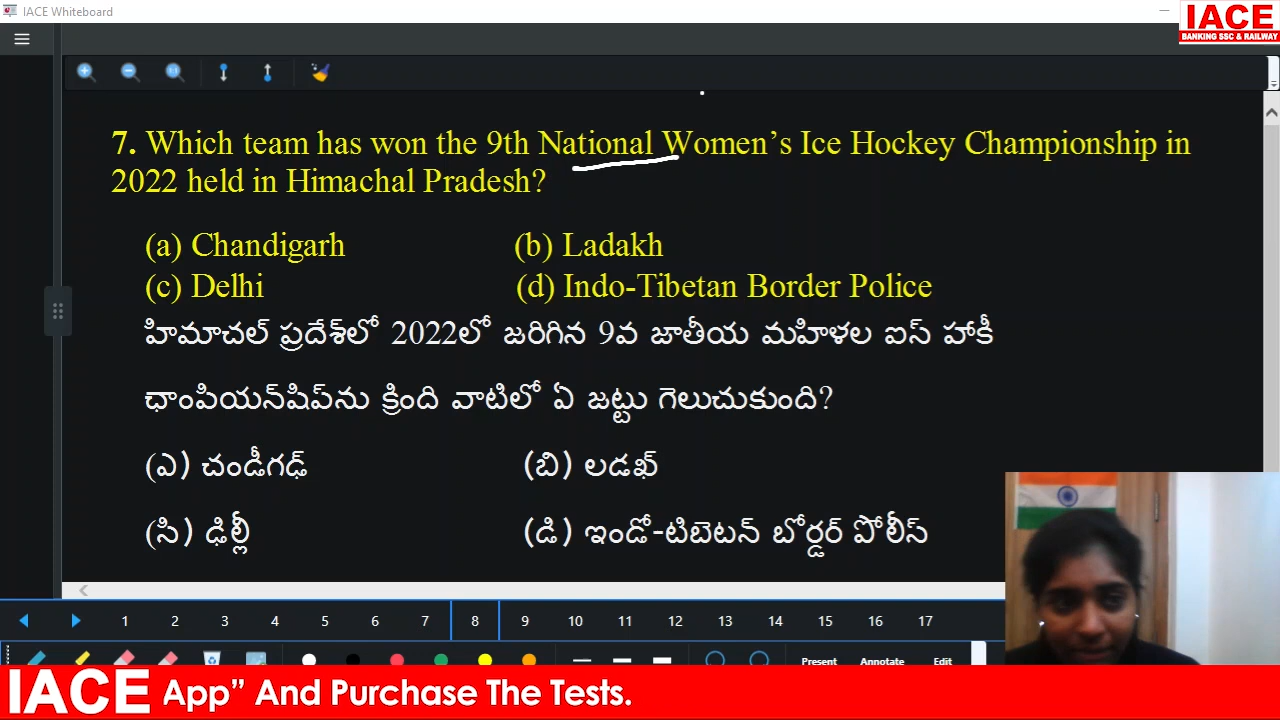 IACE Whiteboard
IACE
BANKING SSC & RAILWAY
7. Which team has won the 9th National Women's Ice Hockey Championship in
2022 held in Himachal Pradesh?
(a) Chandigarh (b) Ladakh
(c) Delhi (d) Indo-Tibetan Border Police
హిమాచల్ ప్రదేశ్‌లో 2022లో జరిగిన 9వ జాతీయ మహిళల ఐస్ హాకీ
ఛాంపియన్‌షిప్‌ను క్రింది వాటిలో ఏ జట్టు గెలుచుకుంది?
(ఎ) చండీగఢ్ (బి) లడఖ్
(సి) ఢిల్లీ (డి) ఇండో-టిబెటన్ బోర్డర్ పోలీస్
1 2 3 4 5 6 7 8 9 10 11 12 13 14 15 16 17
Present Annotate Edit
IACE App” And Purchase The Tests.